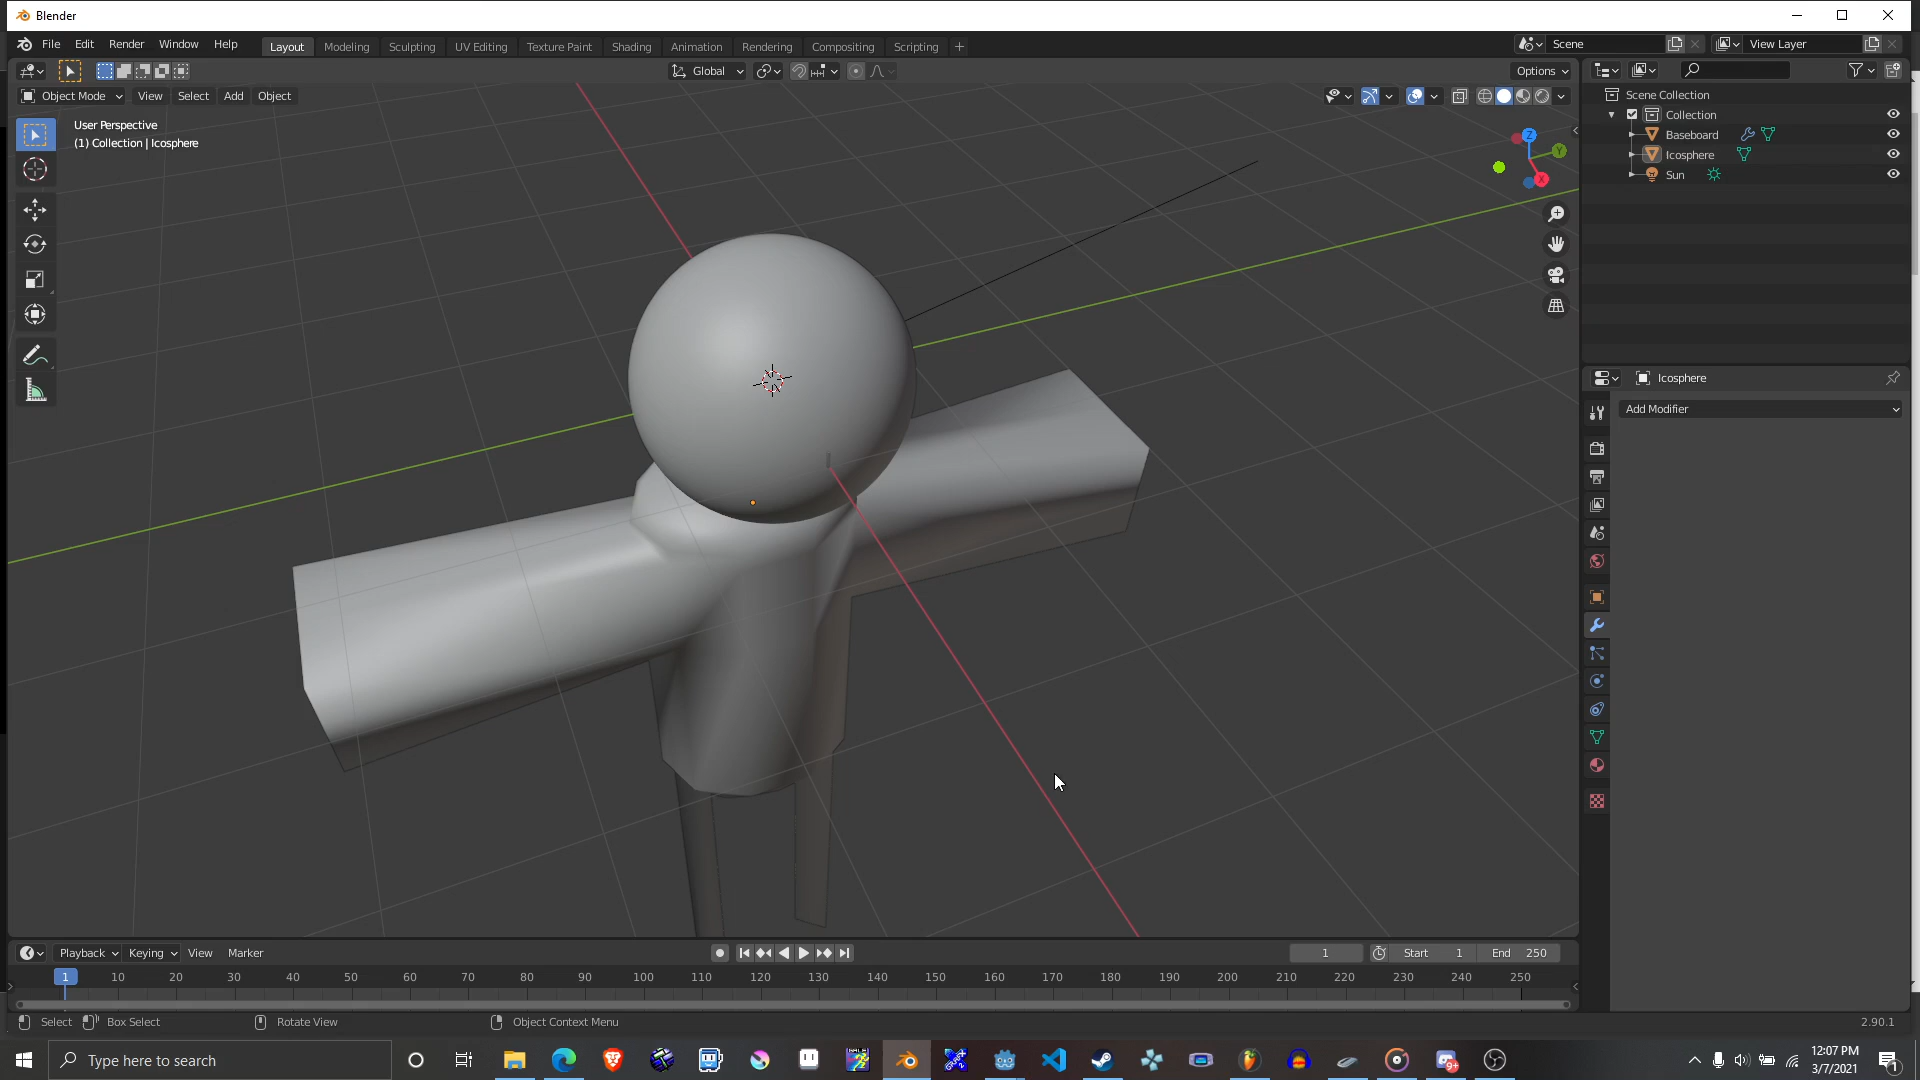 Blender
File Edit Render Window Help Layout Modeling Sculpting UV Editing Texture Paint Shading Animation Rendering Compositing Scripting + Scene View Layer
Global Options
Object Mode View Select Add Object
User Perspective
(1) Collection | Icosphere
Z
Y
X
Scene Collection
Collection
Baseboard
Icosphere
Sun
Icosphere
Add Modifier
Playback Keying View Marker 1 Start 1 End 250
1 10 20 30 40 50 60 70 80 90 100 110 120 130 140 150 160 170 180 190 200 210 220 230 240 250
Select Box Select Rotate View Object Context Menu 2.90.1
Type here to search
12:07 PM
3/7/2021